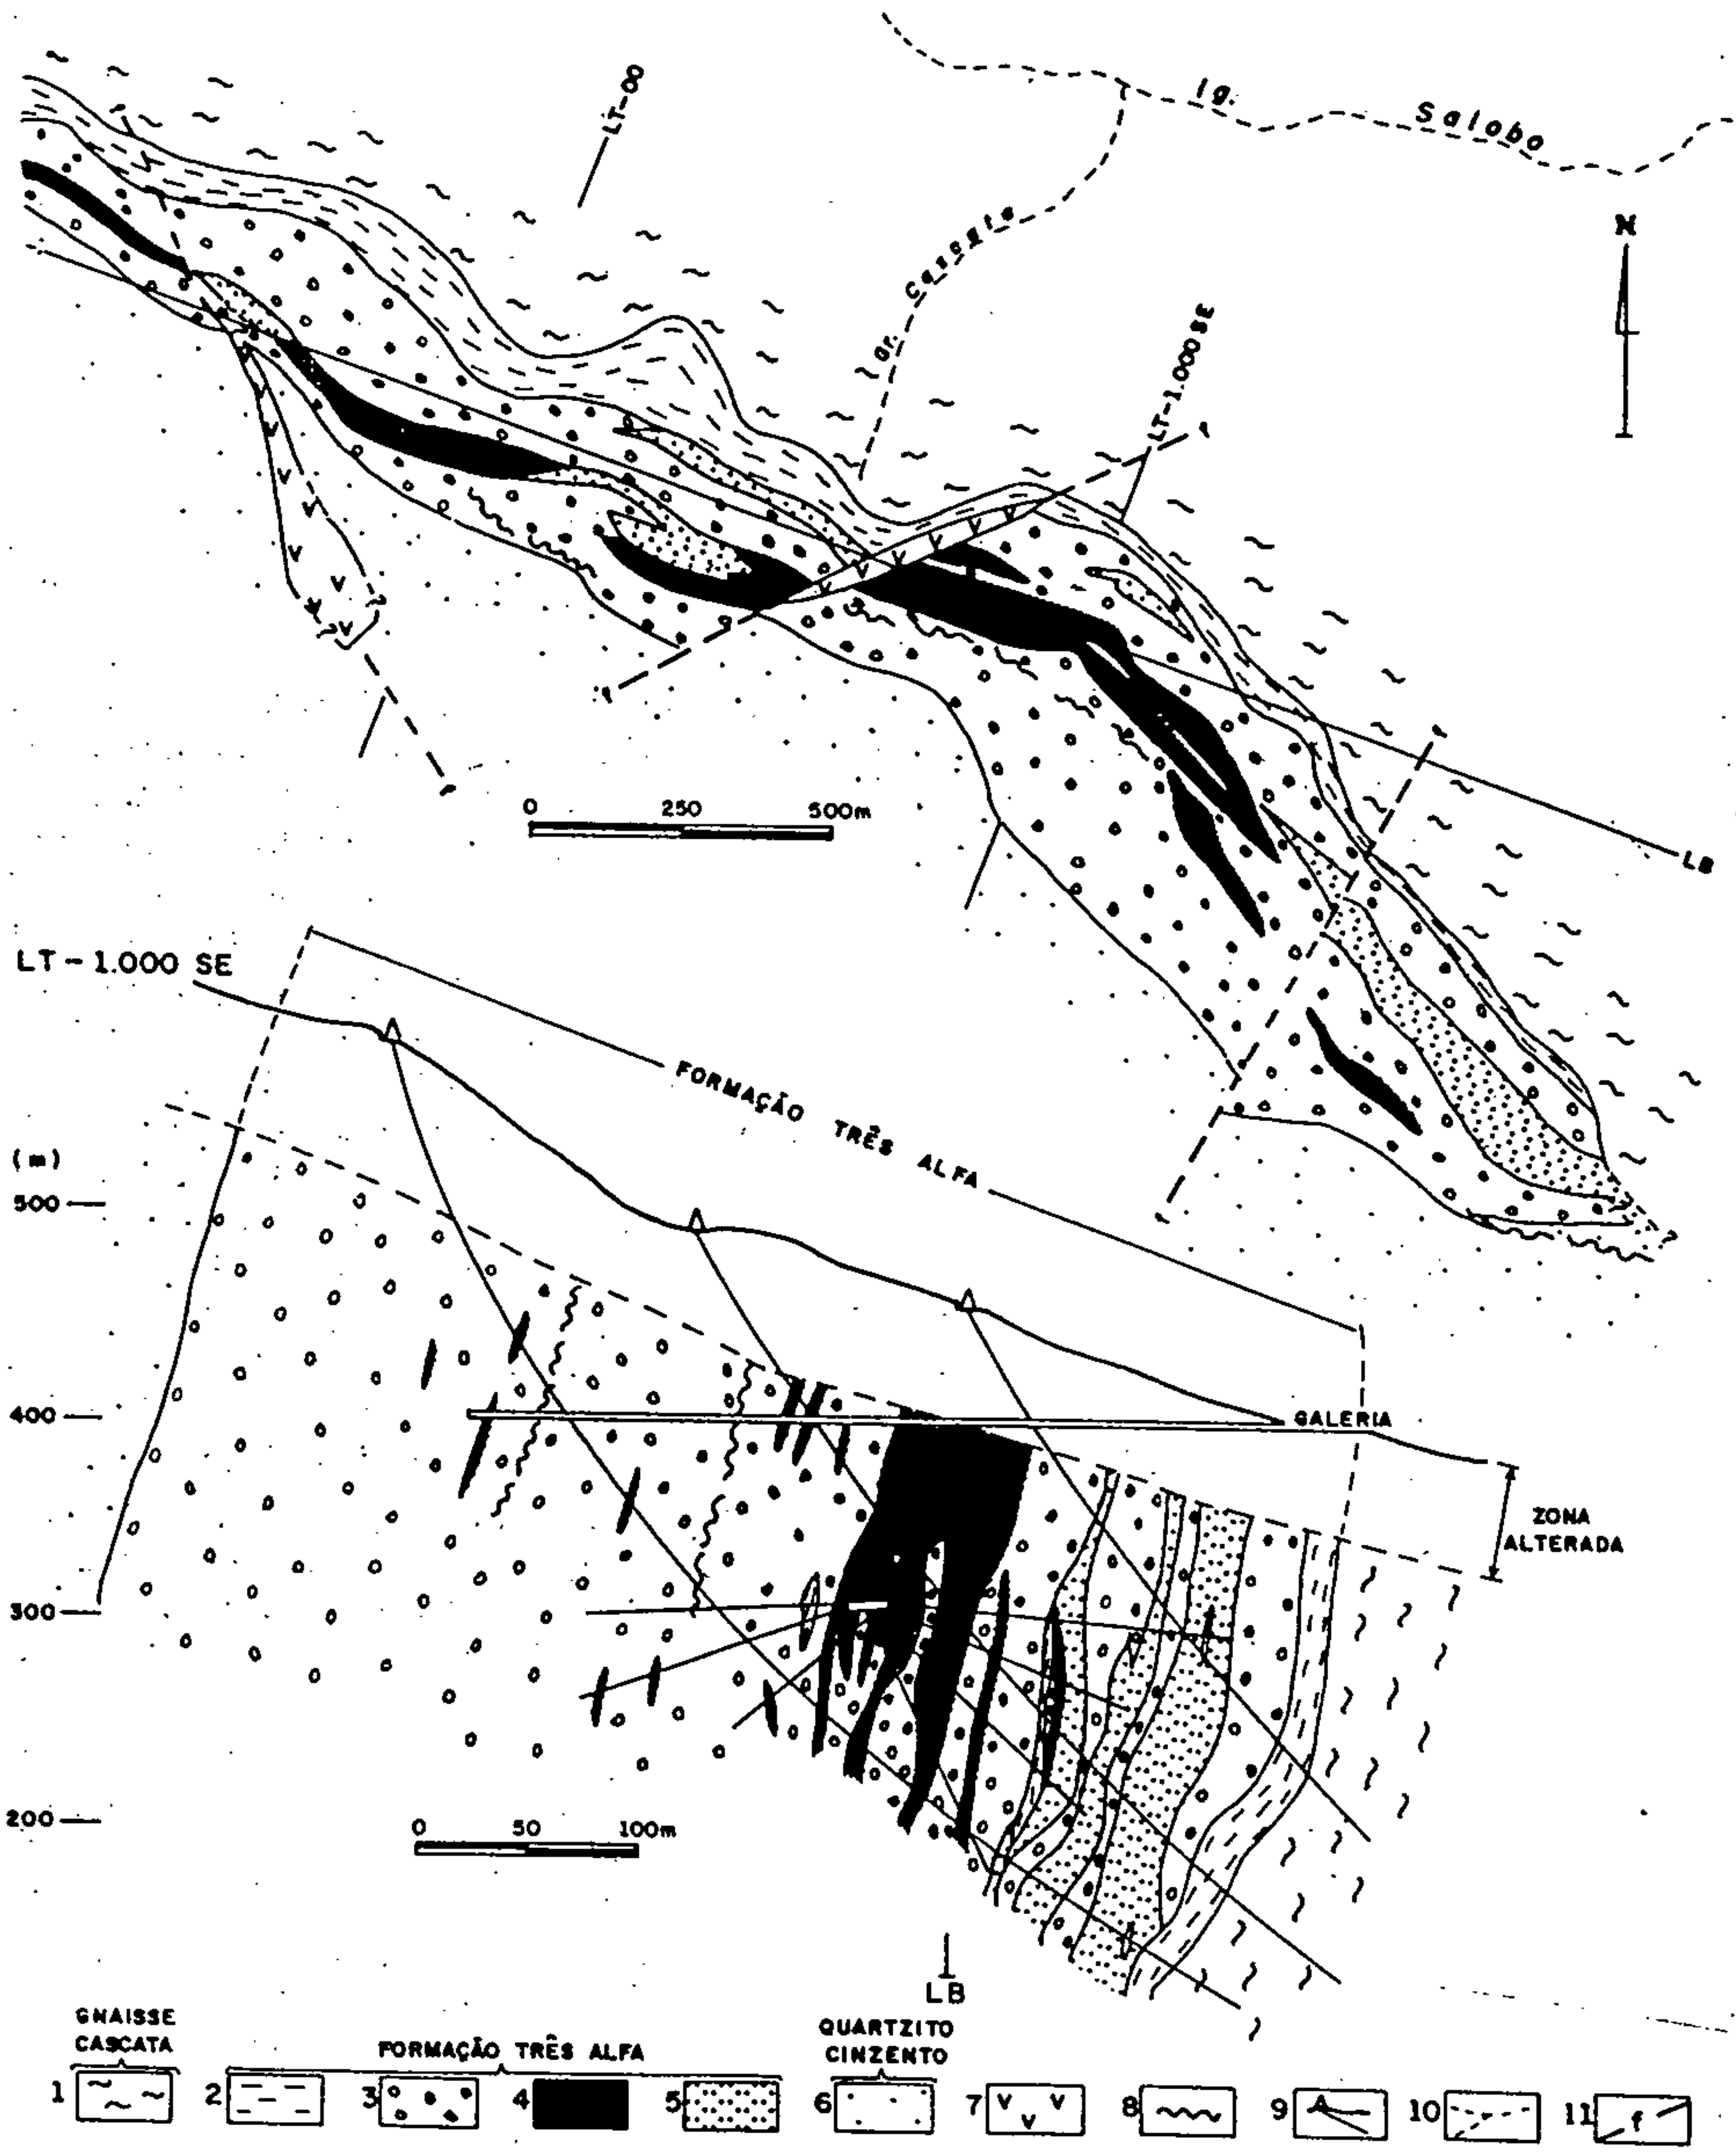 LT-00
Ig. Salobo
Gr. Cascata
N
LT-1.000 SE
0 250 500m
LB
LT-1.000 SE
FORMAÇÃO TRÊS ALFA
(m)
500
400
300
200
GALERIA
ZONA
ALTERADA
0 50 100m
LB
GNAISSE
CASCATA
FORMAÇÃO TRÊS ALFA
QUARTZITO
CINZENTO
1 2 3 4 5 6 7 8 9 10 11
V V V
f